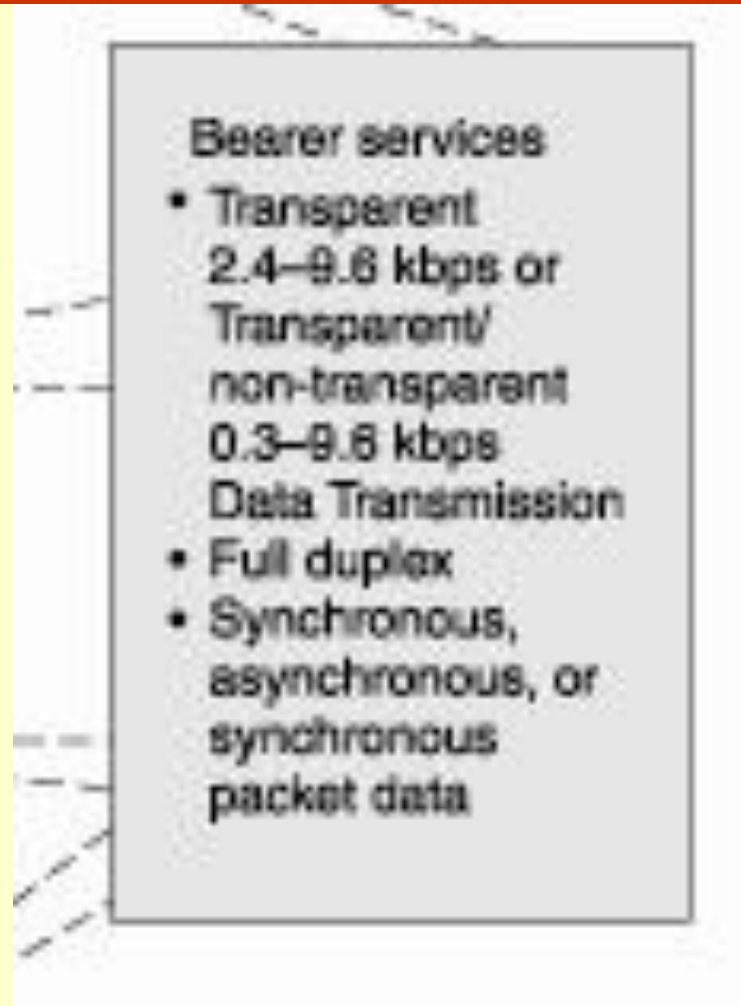 Bearer services
• Transparent
2.4–9.6 kbps or
Transparent/
non-transparent
0.3–9.6 kbps
Data Transmission
• Full duplex
• Synchronous,
asynchronous, or
synchronous
packet data